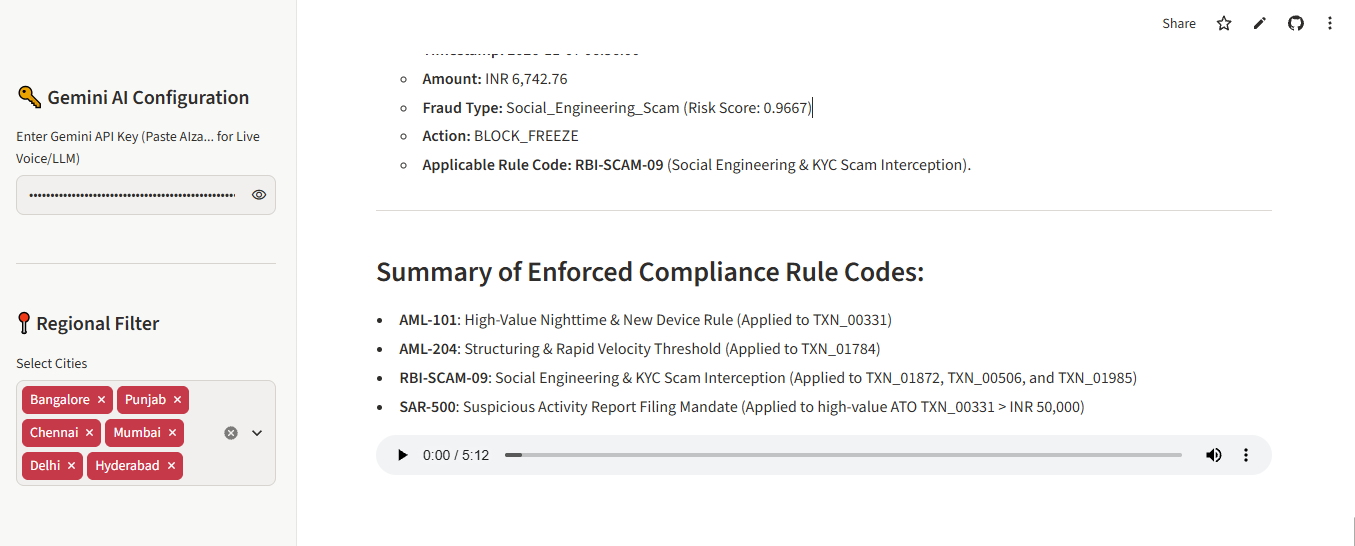 Share
Gemini AI Configuration
Enter Gemini API Key (Paste AIza... for Live
Voice/LLM)
Regional Filter
Select Cities
Bangalore × Punjab ×
Chennai × Mumbai ×
Delhi × Hyderabad ×
Amount: INR 6,742.76
Fraud Type: Social_Engineering_Scam (Risk Score: 0.9667)
Action: BLOCK_FREEZE
Applicable Rule Code: RBI-SCAM-09 (Social Engineering & KYC Scam Interception).
Summary of Enforced Compliance Rule Codes:
AML-101: High-Value Nighttime & New Device Rule (Applied to TXN_00331)
AML-204: Structuring & Rapid Velocity Threshold (Applied to TXN_01784)
RBI-SCAM-09: Social Engineering & KYC Scam Interception (Applied to TXN_01872, TXN_00506, and TXN_01985)
SAR-500: Suspicious Activity Report Filing Mandate (Applied to high-value ATO TXN_00331 > INR 50,000)
0:00 / 5:12